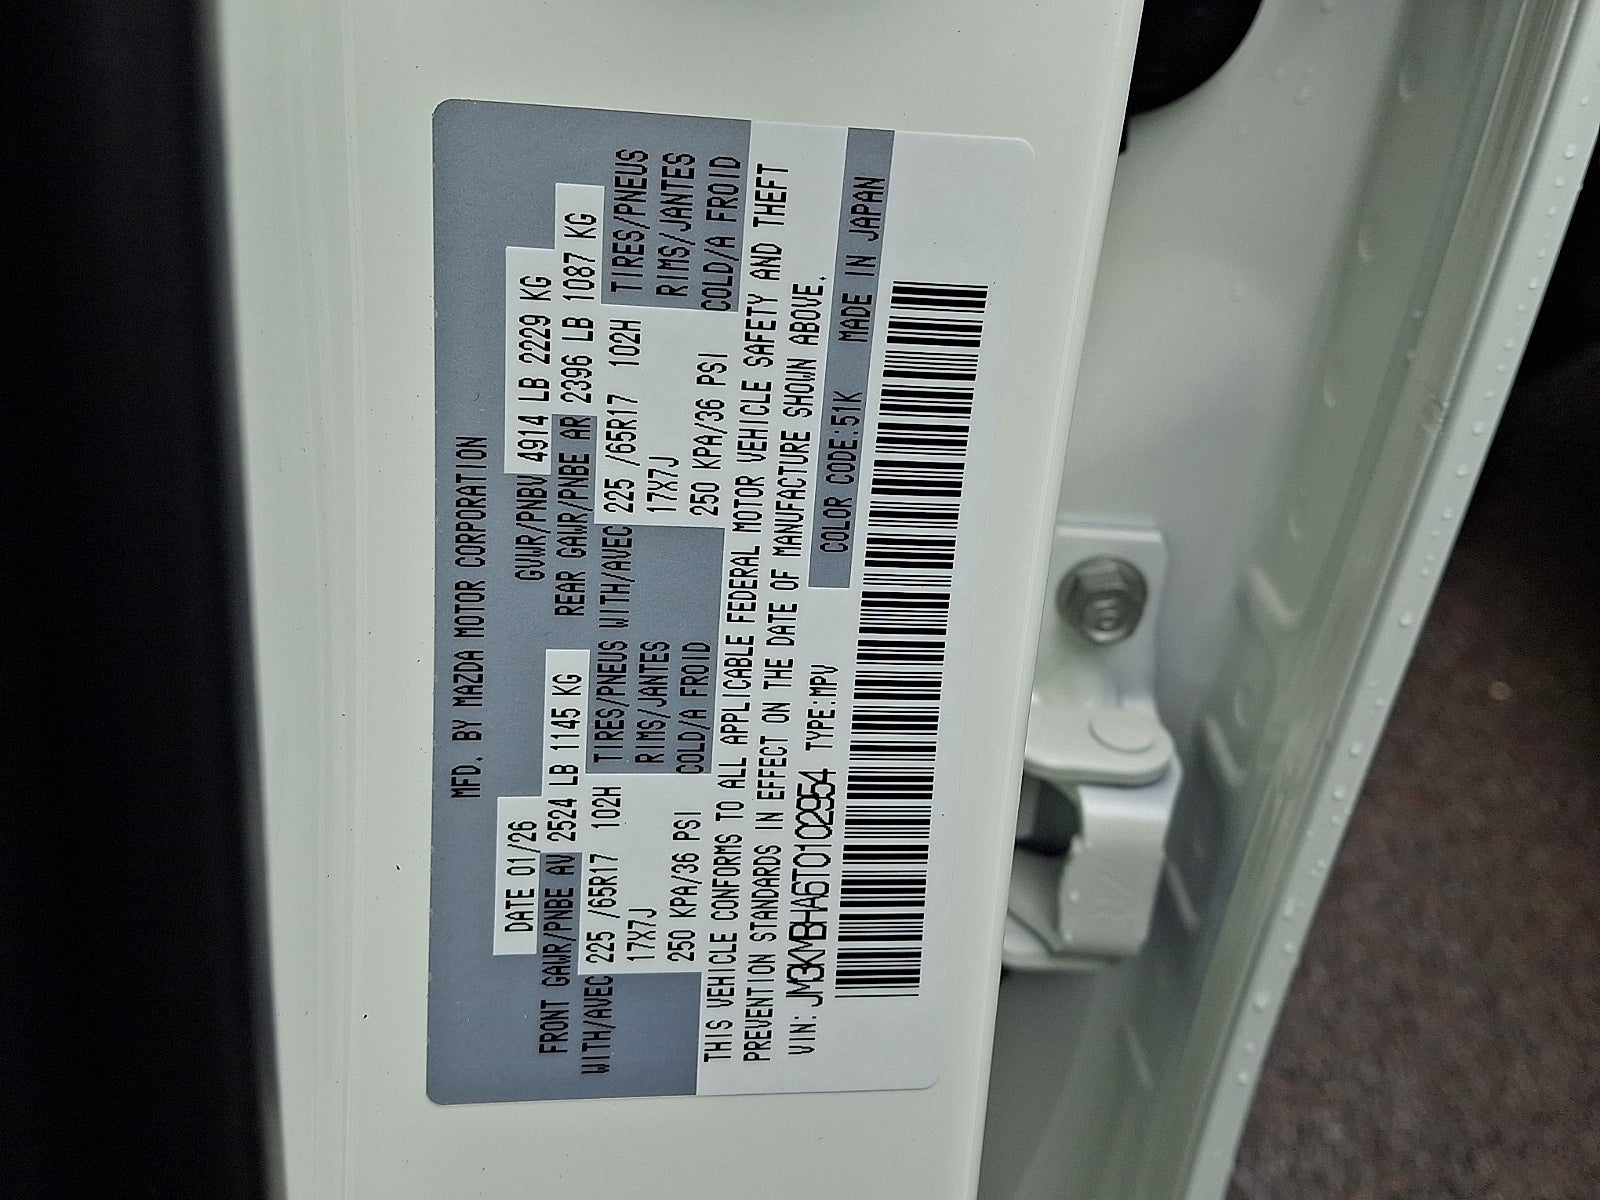 MFD. BY MAZDA MOTOR CORPORATION
DATE 01/26 GVWR/PNBV 4914 LB 2229 KG
FRONT GAWR/PNBE AV 2524 LB 1145 KG REAR GAWR/PNBE AR 2396 LB 1087 KG
WITH/AVEC 225 /65R17 102H TIRES/PNEUS WITH/AVEC 225 /65R17 102H TIRES/PNEUS
17X7J RIMS/JANTES 17X7J RIMS/JANTES
250 KPA/36 PSI COLD/A FROID 250 KPA/36 PSI COLD/A FROID
THIS VEHICLE CONFORMS TO ALL APPLICABLE FEDERAL MOTOR VEHICLE SAFETY AND THEFT
PREVENTION STANDARDS IN EFFECT ON THE DATE OF MANUFACTURE SHOWN ABOVE.
VIN: JM3KMBHA6T0102954 TYPE:MPV COLOR CODE:51K MADE IN JAPAN